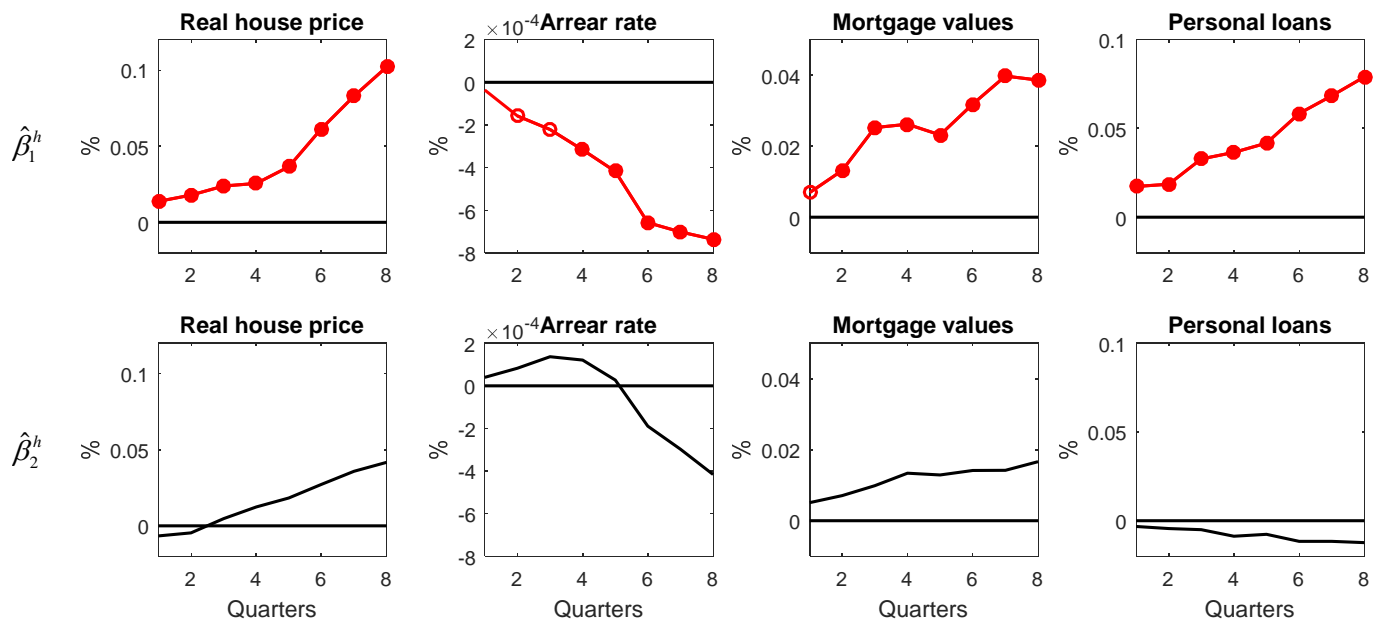 Real house price
0.1
0.05
0
%
2 4 6 8
×10⁻⁴ Arrear rate
2
0
-2
-4
-6
-8
%
2 4 6 8
Mortgage values
0.04
0.02
0
%
2 4 6 8
Personal loans
0.1
0.05
0
%
2 4 6 8
β̂₁ʰ
Real house price
0.1
0.05
0
%
2 4 6 8
Quarters
×10⁻⁴ Arrear rate
2
0
-2
-4
-6
-8
%
2 4 6 8
Quarters
Mortgage values
0.04
0.02
0
%
2 4 6 8
Quarters
Personal loans
0.1
0.05
0
%
2 4 6 8
Quarters
β̂₂ʰ